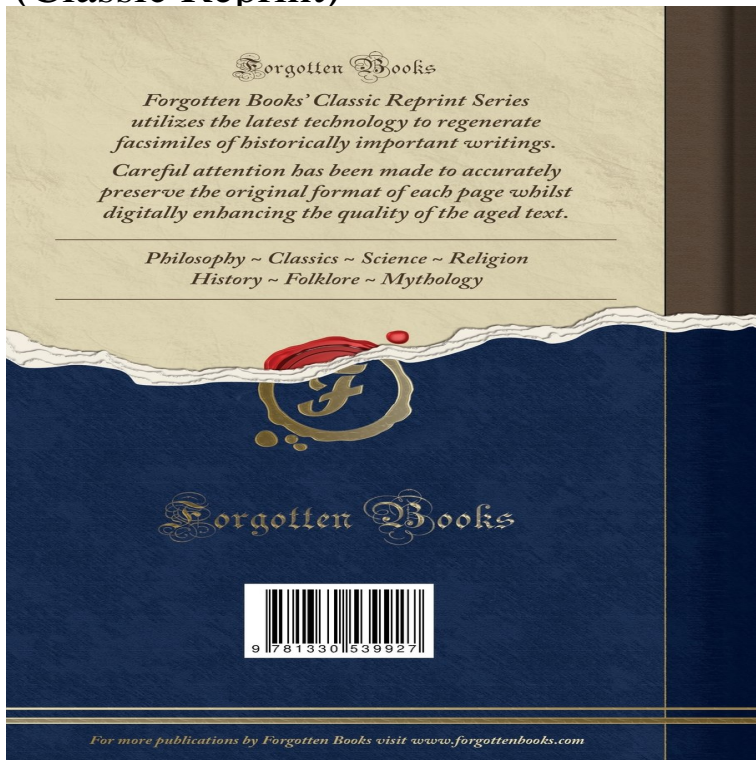 (Classic Reprint)
Forgotten Books
Forgotten Books' Classic Reprint Series
utilizes the latest technology to regenerate
facsimiles of historically important writings.
Careful attention has been made to accurately
preserve the original format of each page whilst
digitally enhancing the quality of the aged text.
Philosophy ~ Classics ~ Science ~ Religion
History ~ Folklore ~ Mythology
F
Forgotten Books
9 781330 539927
For more publications by Forgotten Books visit www.forgottenbooks.com